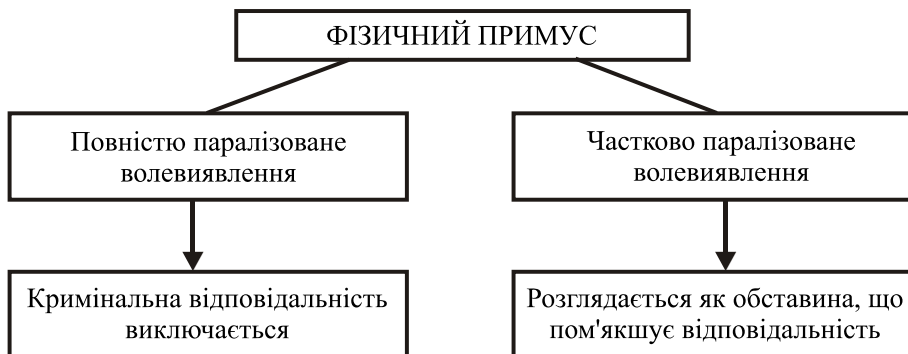 ФІЗИЧНИЙ ПРИМУС
Повністю паралізоване
волевиявлення
Частково паралізоване
волевиявлення
Кримінальна відповідальність
виключається
Розглядається як обставина, що
пом'якшує відповідальність